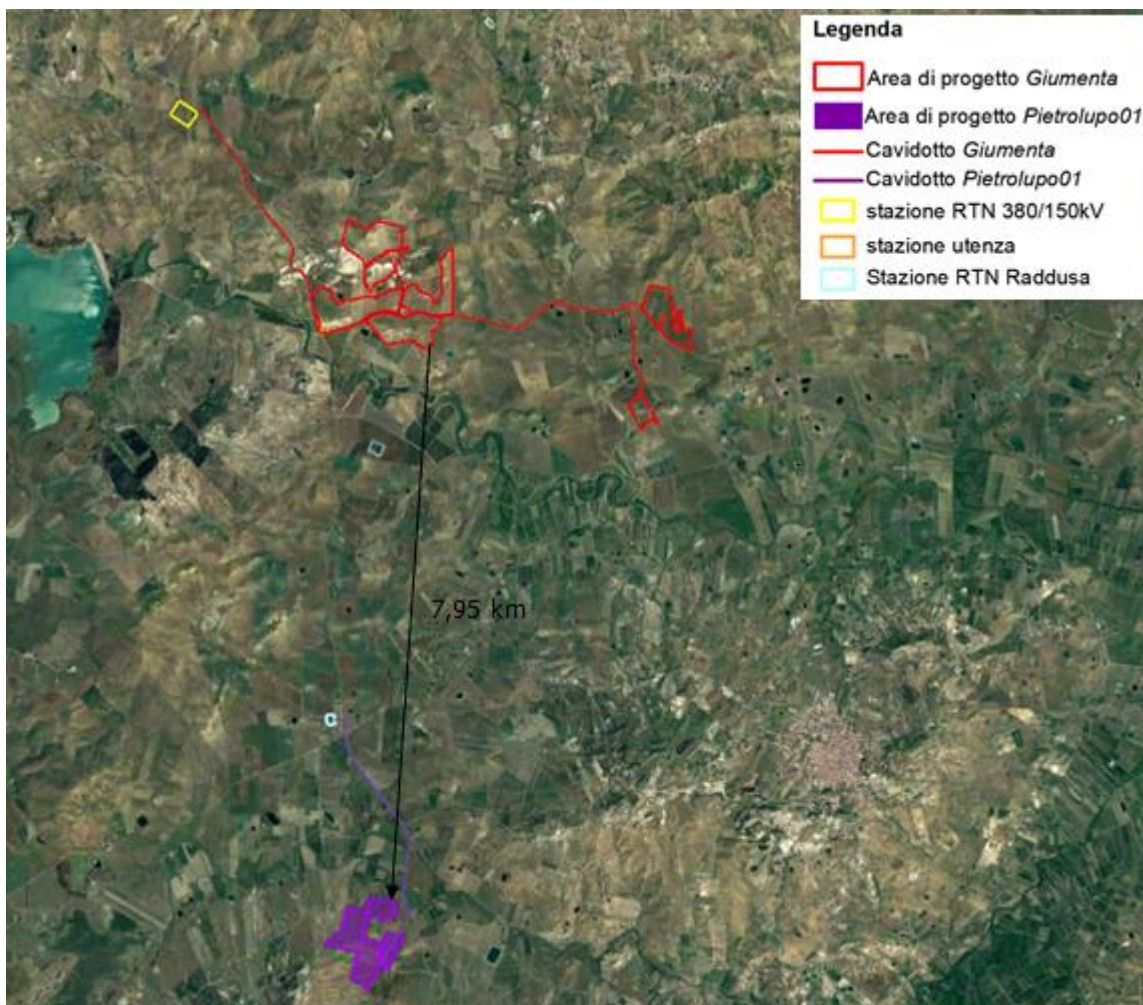 Legenda
Area di progetto Giumenta
Area di progetto Pietrolupo01
Cavidotto Giumenta
Cavidotto Pietrolupo01
stazione RTN 380/150kV
stazione utenza
Stazione RTN Raddusa
7,95 km